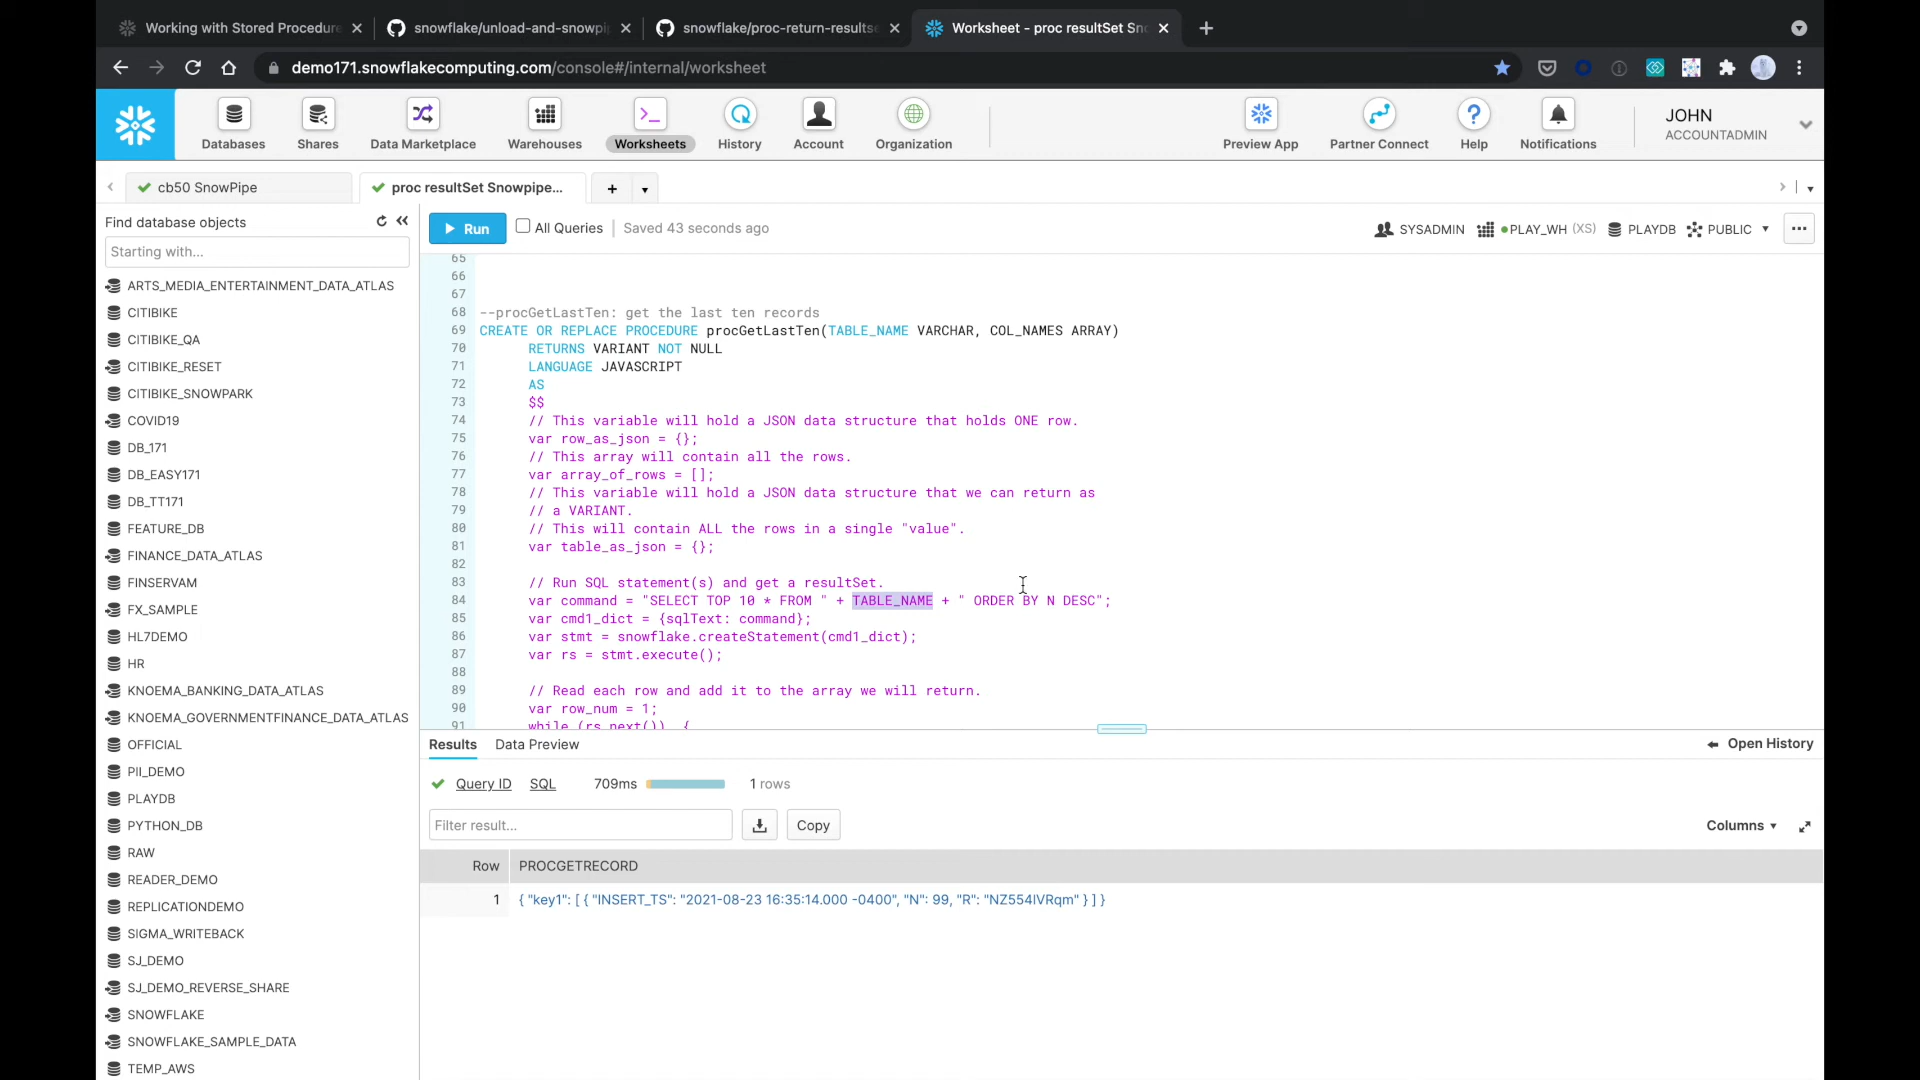 Working with Stored Procedure
snowflake/unload-and-snowpi
snowflake/proc-return-results
Worksheet - proc resultSet Sn
demo171.snowflakecomputing.com/console#/internal/worksheet
Databases
Shares
Data Marketplace
Warehouses
Worksheets
History
Account
Organization
Preview App
Partner Connect
Help
Notifications
JOHN
ACCOUNTADMIN
cb50 SnowPipe
proc resultSet Snowpipe...
Find database objects
Starting with...
Run
All Queries
Saved 43 seconds ago
SYSADMIN
PLAY_WH (XS)
PLAYDB
PUBLIC
ARTS_MEDIA_ENTERTAINMENT_DATA_ATLAS
CITIBIKE
CITIBIKE_QA
CITIBIKE_RESET
CITIBIKE_SNOWPARK
COVID19
DB_171
DB_EASY171
DB_TT171
FEATURE_DB
FINANCE_DATA_ATLAS
FINSERVAM
FX_SAMPLE
HL7DEMO
HR
KNOEMA_BANKING_DATA_ATLAS
KNOEMA_GOVERNMENTFINANCE_DATA_ATLAS
OFFICIAL
PII_DEMO
PLAYDB
PYTHON_DB
RAW
READER_DEMO
REPLICATIONDEMO
SIGMA_WRITEBACK
SJ_DEMO
SJ_DEMO_REVERSE_SHARE
SNOWFLAKE
SNOWFLAKE_SAMPLE_DATA
TEMP_AWS
65
66
67
68 --procGetLastTen: get the last ten records
69 CREATE OR REPLACE PROCEDURE procGetLastTen(TABLE_NAME VARCHAR, COL_NAMES ARRAY)
70 RETURNS VARIANT NOT NULL
71 LANGUAGE JAVASCRIPT
72 AS
73 $$
74 // This variable will hold a JSON data structure that holds ONE row.
75 var row_as_json = {};
76 // This array will contain all the rows.
77 var array_of_rows = [];
78 // This variable will hold a JSON data structure that we can return as
79 // a VARIANT.
80 // This will contain ALL the rows in a single "value".
81 var table_as_json = {};
82
83 // Run SQL statement(s) and get a resultSet.
84 var command = "SELECT TOP 10 * FROM " + TABLE_NAME + " ORDER BY N DESC";
85 var cmd1_dict = {sqlText: command};
86 var stmt = snowflake.createStatement(cmd1_dict);
87 var rs = stmt.execute();
88
89 // Read each row and add it to the array we will return.
90 var row_num = 1;
91 while (rs.next()) {
Results
Data Preview
Open History
Query ID
SQL
709ms
1 rows
Filter result...
Copy
Columns
Row
PROCGETRECORD
1
{ "key1": [ { "INSERT_TS": "2021-08-23 16:35:14.000 -0400", "N": 99, "R": "NZ554IVRqm" } ] }